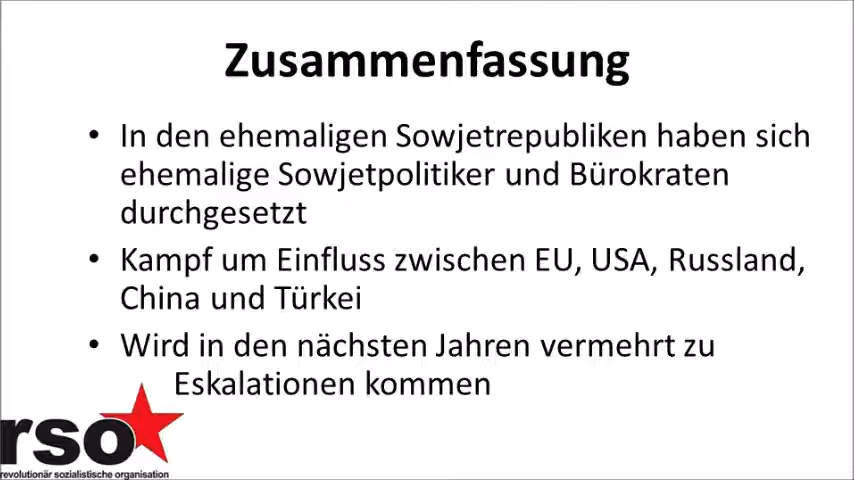 Zusammenfassung
• In den ehemaligen Sowjetrepubliken haben sich
ehemalige Sowjetpolitiker und Bürokraten
durchgesetzt
• Kampf um Einfluss zwischen EU, USA, Russland,
China und Türkei
• Wird in den nächsten Jahren vermehrt zu
Eskalationen kommen
rso
revolutionär sozialistische organisation